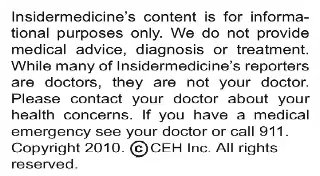 Insidermedicine's content is for informa-
tional purposes only. We do not provide
medical advice, diagnosis or treatment.
While many of Insidermedicine's reporters
are doctors, they are not your doctor.
Please contact your doctor about your
health concerns. If you have a medical
emergency see your doctor or call 911.
Copyright 2010. ©CEH Inc. All rights
reserved.